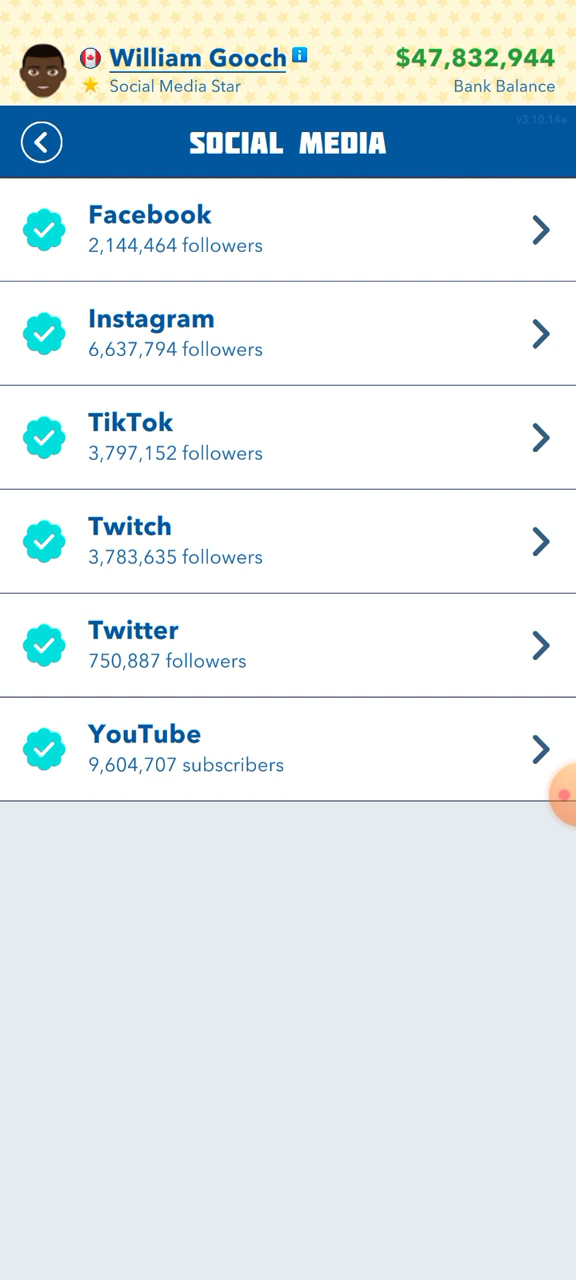 William Gooch
$47,832,944
Social Media Star
Bank Balance
v3.10.14a
SOCIAL MEDIA
Facebook
2,144,464 followers
Instagram
6,637,794 followers
TikTok
3,797,152 followers
Twitch
3,783,635 followers
Twitter
750,887 followers
YouTube
9,604,707 subscribers